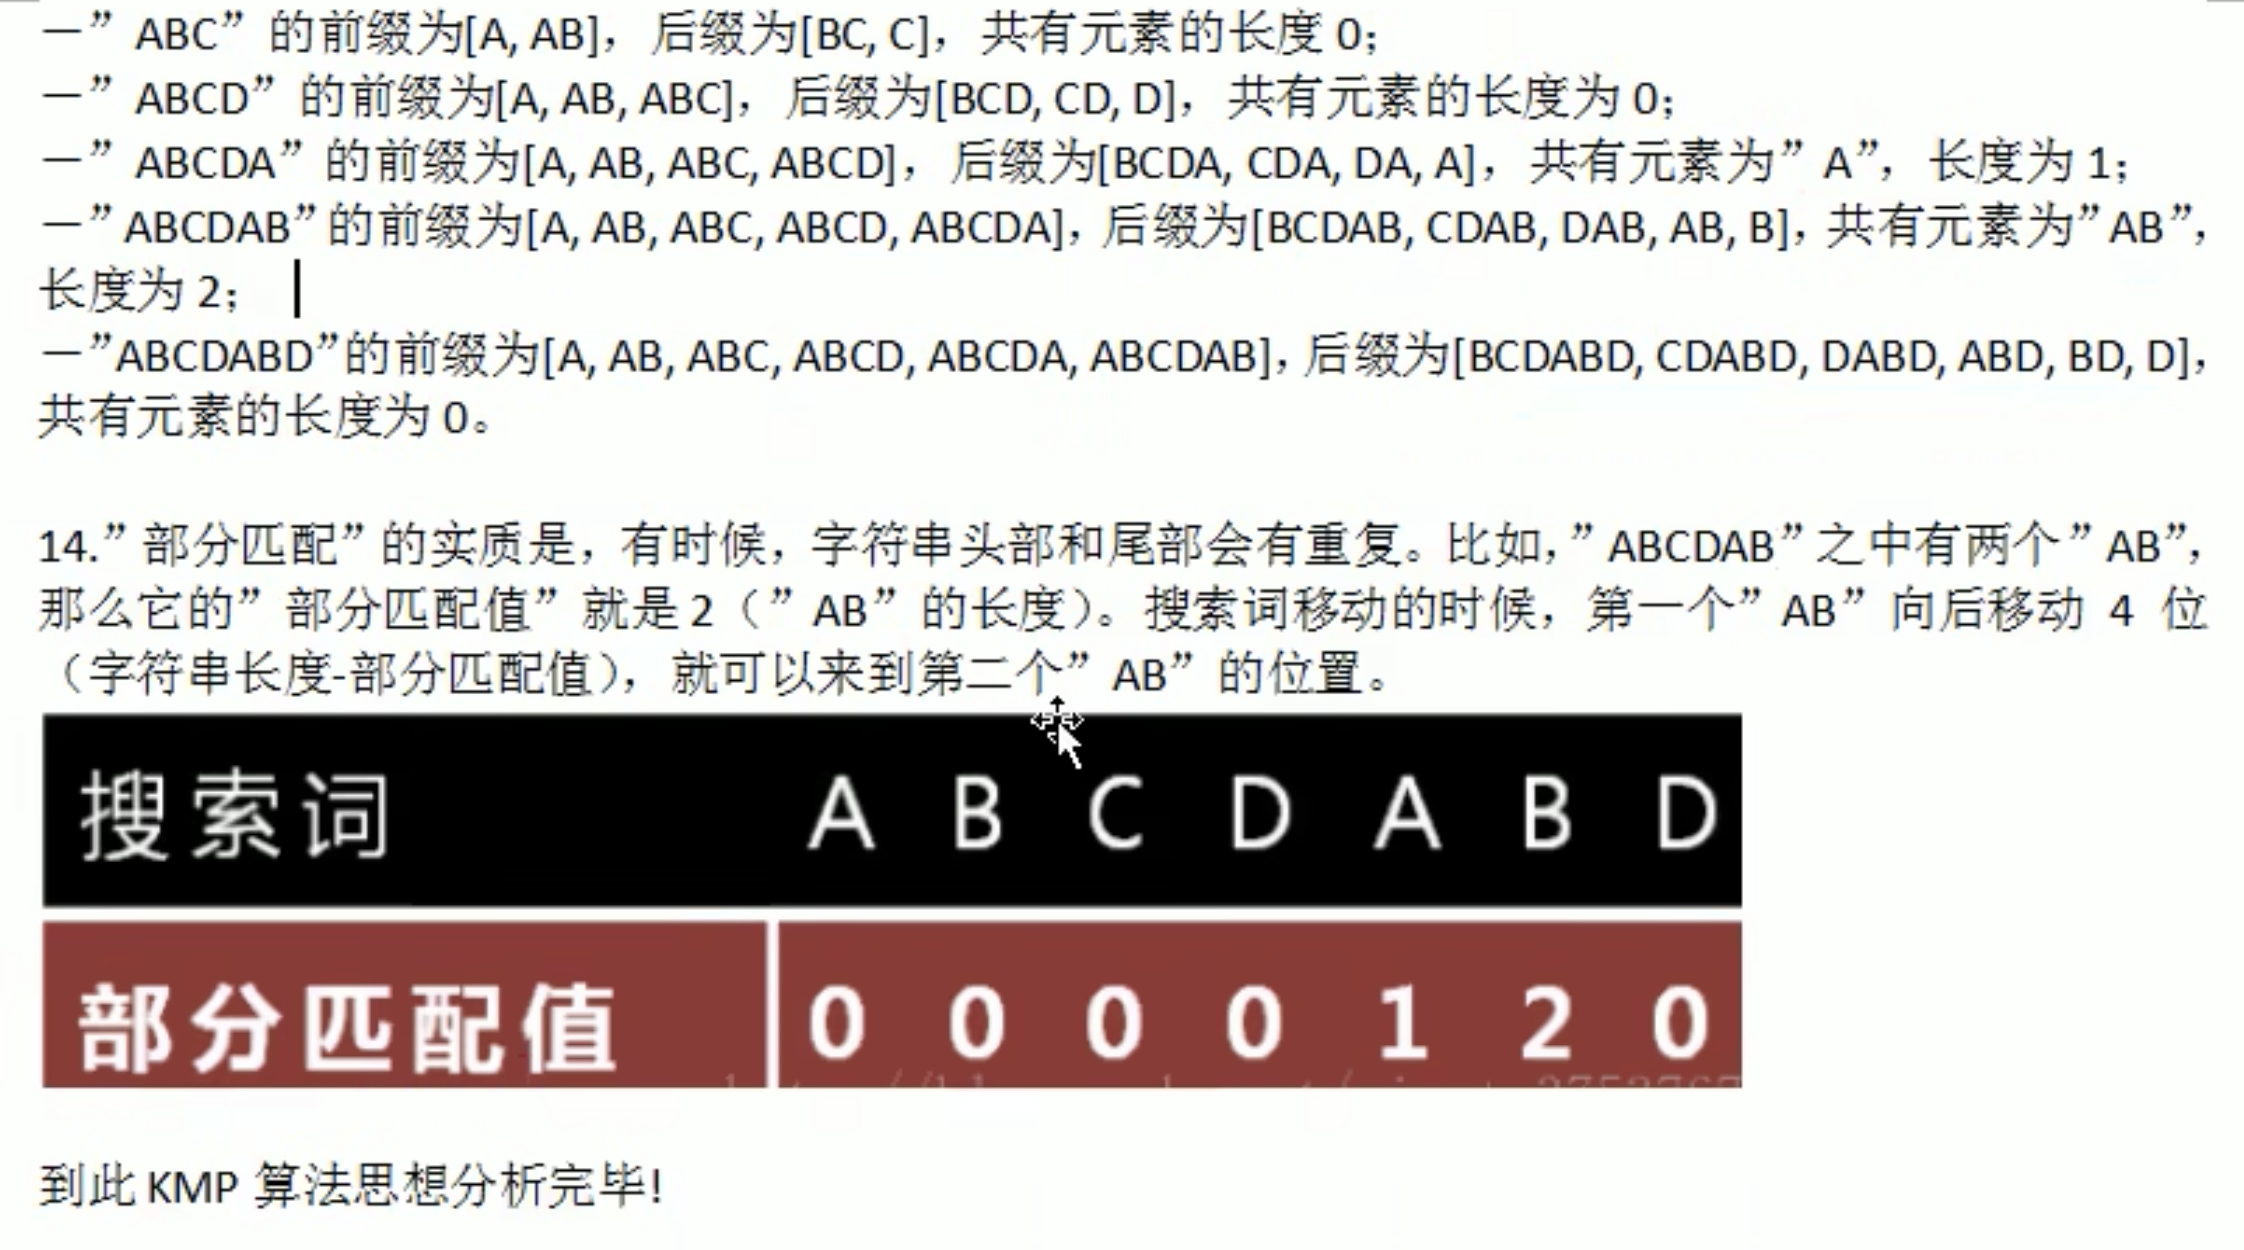 —” ABC” 的前缀为[A, AB]，后缀为[BC, C]，共有元素的长度 0；
—” ABCD” 的前缀为[A, AB, ABC]，后缀为[BCD, CD, D]，共有元素的长度为 0；
—” ABCDA” 的前缀为[A, AB, ABC, ABCD]，后缀为[BCDA, CDA, DA, A]，共有元素为” A”，长度为 1；
—”ABCDAB”的前缀为[A, AB, ABC, ABCD, ABCDA]，后缀为[BCDAB, CDAB, DAB, AB, B]，共有元素为”AB”，
长度为 2；
—”ABCDABD”的前缀为[A, AB, ABC, ABCD, ABCDA, ABCDAB]，后缀为[BCDABD, CDABD, DABD, ABD, BD, D]，
共有元素的长度为 0。
14.” 部分匹配” 的实质是，有时候，字符串头部和尾部会有重复。比如，” ABCDAB” 之中有两个” AB”，
那么它的” 部分匹配值” 就是 2（” AB” 的长度）。搜索词移动的时候，第一个” AB” 向后移动 4 位
（字符串长度-部分匹配值），就可以来到第二个” AB” 的位置。
搜索词 A B C D A B D
部分匹配值 0 0 0 0 1 2 0
到此 KMP 算法思想分析完毕!